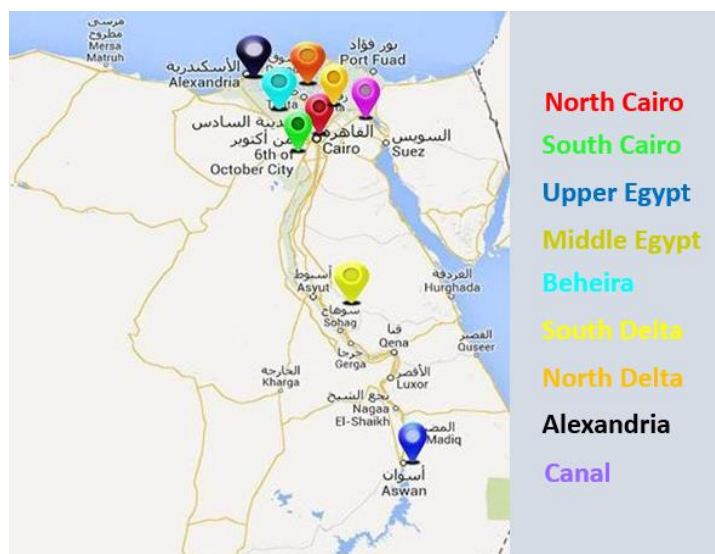 مرسى
مطروح
Mersa
Matruh
الأسكندرية
Alexandria
بور فؤاد
Port Fuad
القاهرة
Cairo
السويس
Suez
من أكتوبر
6th of
October City
أسيوط
Asyut
سوهاج
Sohag
جرجا
Gerga
قنا
Qena
الغردقة
Hurghada
القصير
Quseer
الخارجة
Kharga
الأقصر
Luxor
نجع الشيخ
Nagaa
El-Shaikh
Madiq
أسوان
Aswan
North Cairo
South Cairo
Upper Egypt
Middle Egypt
Beheira
South Delta
North Delta
Alexandria
Canal